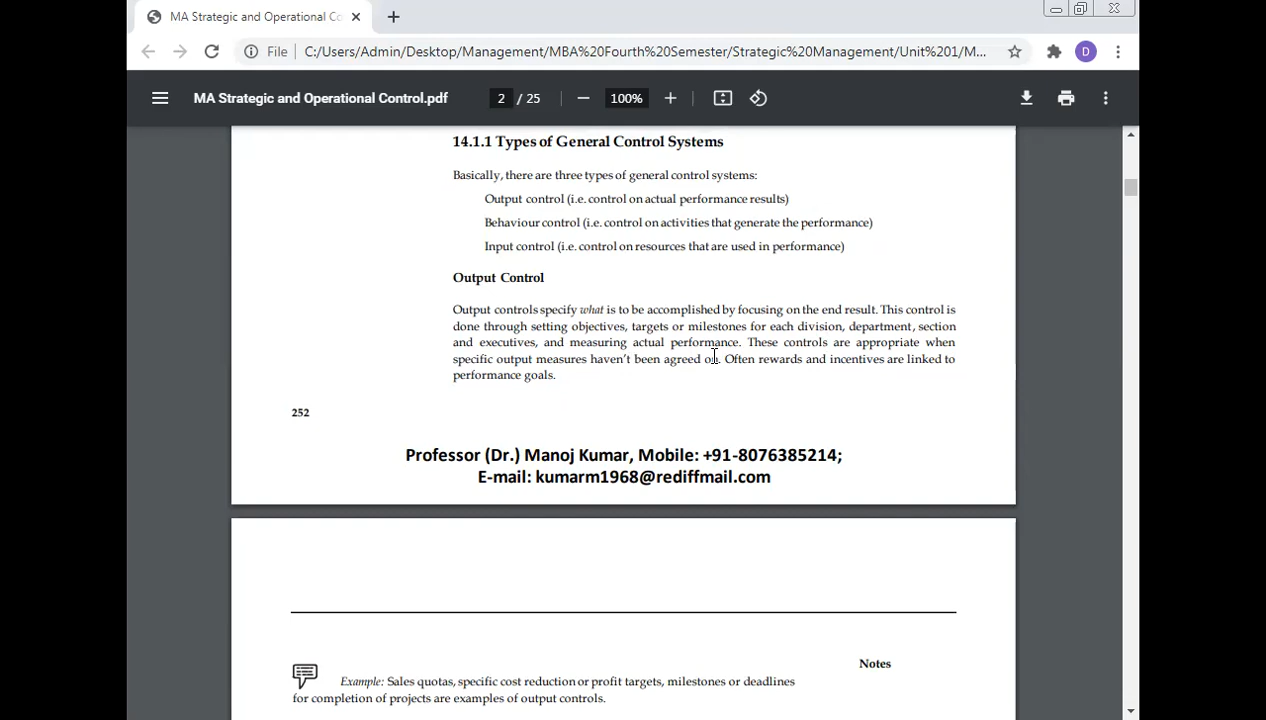 MA Strategic and Operational Co
File C:/Users/Admin/Desktop/Management/MBA%20Fourth%20Semester/Strategic%20Management/Unit%201/M...
D
MA Strategic and Operational Control.pdf 2 / 25 100%
14.1.1 Types of General Control Systems
Basically, there are three types of general control systems:
Output control (i.e. control on actual performance results)
Behaviour control (i.e. control on activities that generate the performance)
Input control (i.e. control on resources that are used in performance)
Output Control
Output controls specify what is to be accomplished by focusing on the end result. This control is
done through setting objectives, targets or milestones for each division, department, section
and executives, and measuring actual performance. These controls are appropriate when
specific output measures haven't been agreed on. Often rewards and incentives are linked to
performance goals.
252
Professor (Dr.) Manoj Kumar, Mobile: +91-8076385214;
E-mail: kumarm1968@rediffmail.com
Notes
Example: Sales quotas, specific cost reduction or profit targets, milestones or deadlines
for completion of projects are examples of output controls.